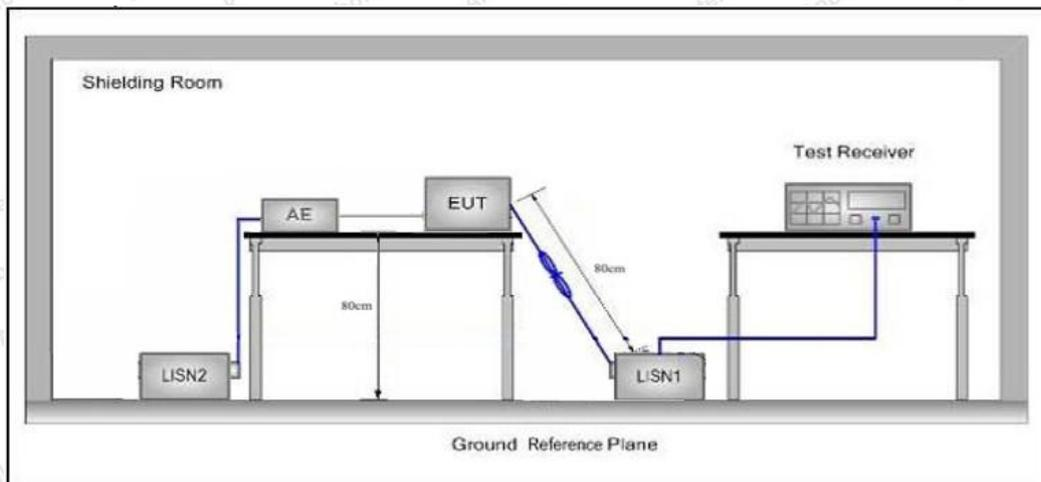 Shielding Room
Test Receiver
AE
EUT
80cm
80cm
LISN2
LISN1
Ground Reference Plane